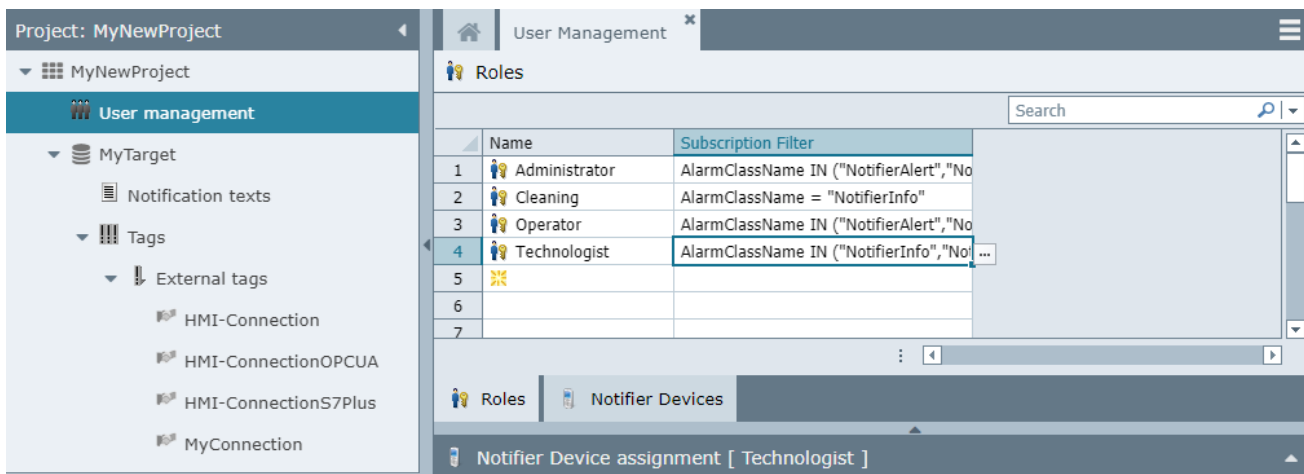 Project: MyNewProject
User Management
MyNewProject
Roles
User management
Search
MyTarget
Name Subscription Filter
1 Administrator AlarmClassName IN ("NotifierAlert","No
Notification texts
2 Cleaning AlarmClassName = "NotifierInfo"
3 Operator AlarmClassName IN ("NotifierAlert","No
Tags
4 Technologist AlarmClassName IN ("NotifierInfo","Not ...
External tags
5
6
HMI-Connection
7
HMI-ConnectionOPCUA
HMI-ConnectionS7Plus
Roles Notifier Devices
MyConnection
Notifier Device assignment [ Technologist ]